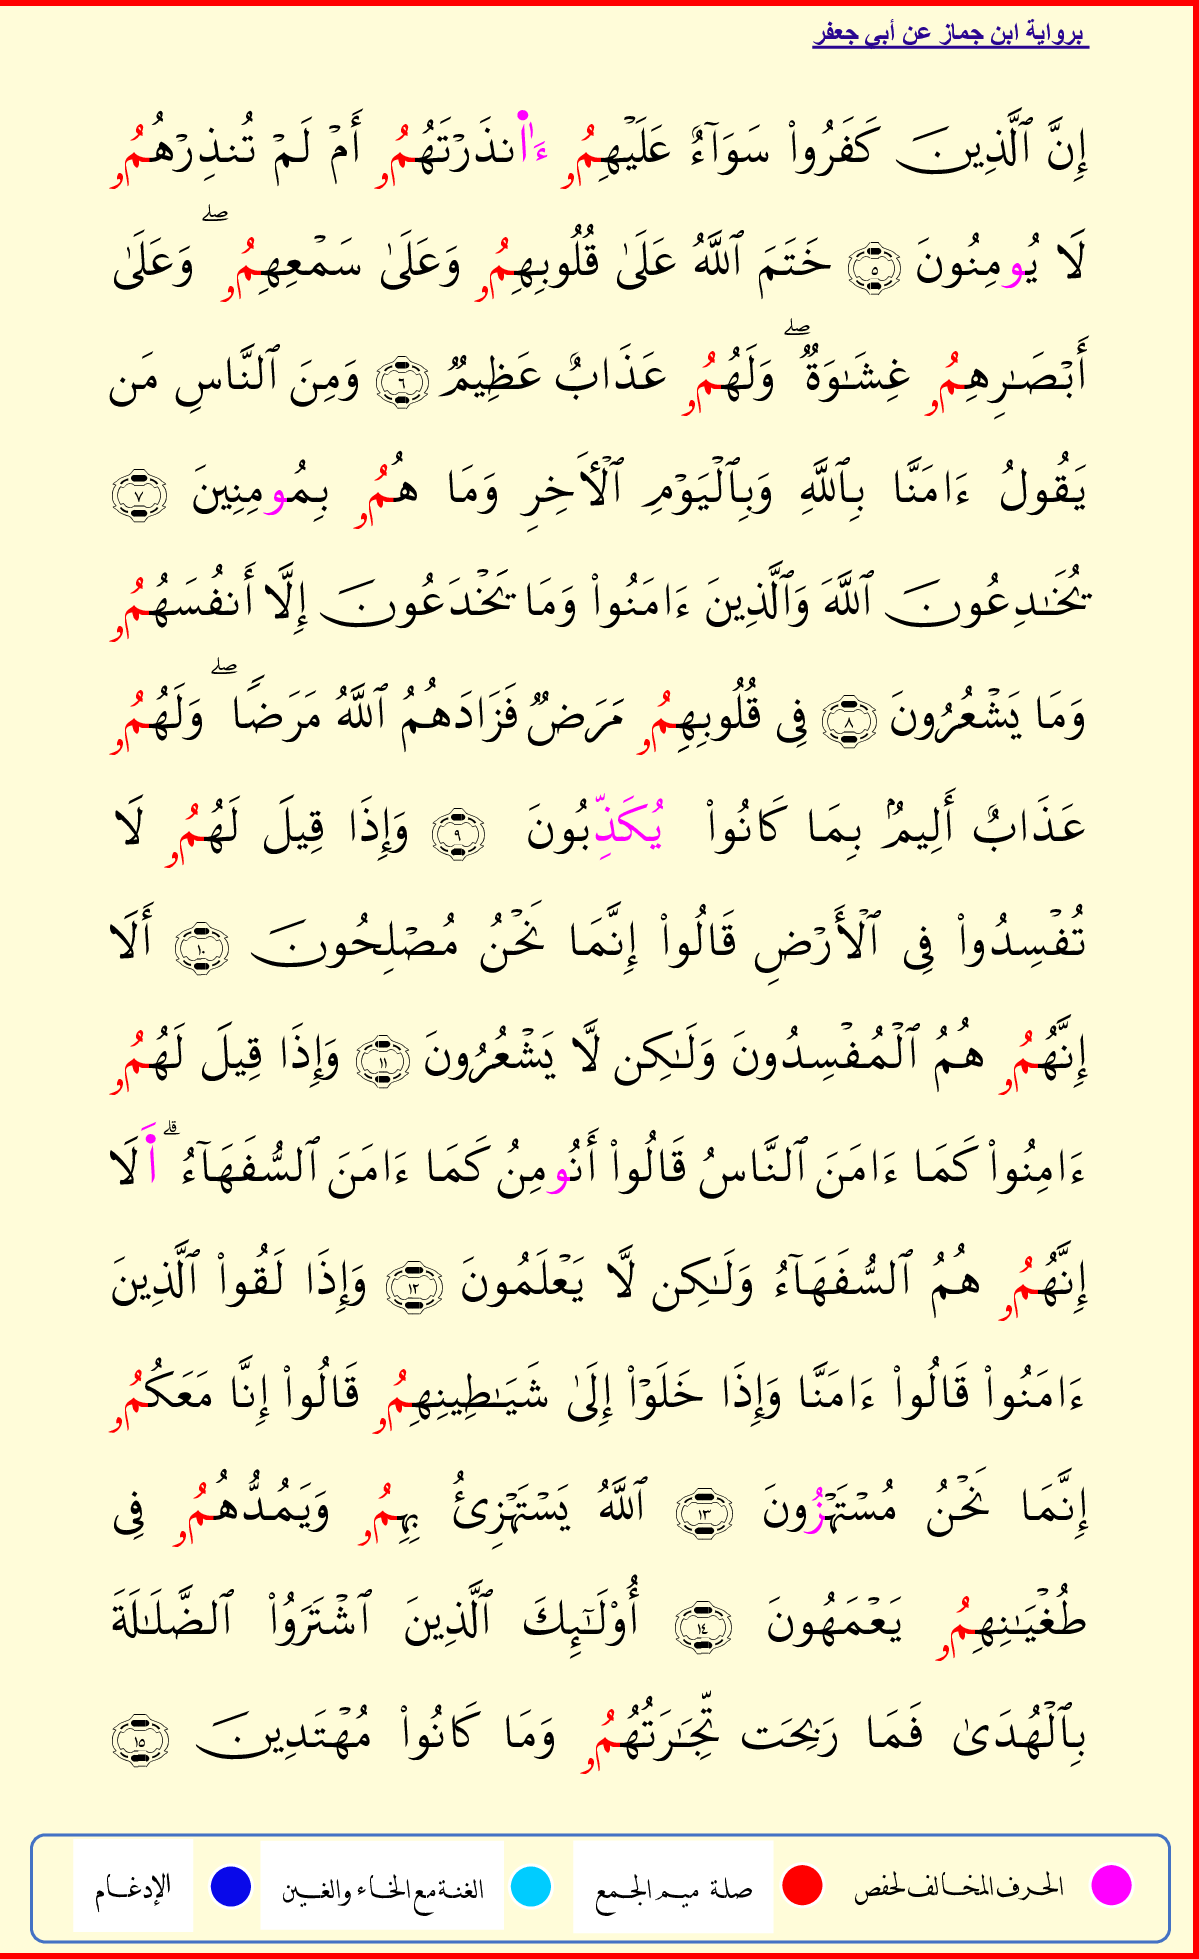 برواية ابن جماز عن أبي جعفر
إِنَّ ٱلَّذِينَ كَفَرُواْ سَوَآءٌ عَلَيْهِمُۥ ءَا۬نذَرْتَهُمُۥ أَمْ لَمْ تُنذِرْهُمُۥ
لَا يُومِنُونَ ٥ خَتَمَ ٱللَّهُ عَلَىٰ قُلُوبِهِمُۥ وَعَلَىٰ سَمْعِهِمُۥۖ وَعَلَىٰ
أَبْصَـٰرِهِمُۥ غِشَـٰوَةٌۖ وَلَهُمُۥ عَذَابٌ عَظِيمٌ ٦ وَمِنَ ٱلنَّاسِ مَن
يَقُولُ ءَامَنَّا بِٱللَّهِ وَبِٱلْيَوْمِ ٱلْأَخِرِ وَمَا هُمُۥ بِمُومِنِينَ ٧
يُخَـٰدِعُونَ ٱللَّهَ وَٱلَّذِينَ ءَامَنُواْ وَمَا يَخْدَعُونَ إِلَّا أَنفُسَهُمُۥ
وَمَا يَشْعُرُونَ ٨ فِى قُلُوبِهِمُۥ مَرَضٌ فَزَادَهُمُ ٱللَّهُ مَرَضًاۖ وَلَهُمُۥ
عَذَابٌ أَلِيمٌ بِمَا كَانُواْ يُكَذِّبُونَ ٩ وَإِذَا قِيلَ لَهُمُۥ لَا
تُفْسِدُواْ فِى ٱلْأَرْضِ قَالُواْ إِنَّمَا نَحْنُ مُصْلِحُونَ ١٠ أَلَا
إِنَّهُمُۥ هُمُ ٱلْمُفْسِدُونَ وَلَـٰكِن لَّا يَشْعُرُونَ ١١ وَإِذَا قِيلَ لَهُمُۥ
ءَامِنُواْ كَمَا ءَامَنَ ٱلنَّاسُ قَالُواْ أَنُومِنُ كَمَا ءَامَنَ ٱلسُّفَهَآءُۗ اَ۬لَا
إِنَّهُمُۥ هُمُ ٱلسُّفَهَآءُ وَلَـٰكِن لَّا يَعْلَمُونَ ١٢ وَإِذَا لَقُواْ ٱلَّذِينَ
ءَامَنُواْ قَالُواْ ءَامَنَّا وَإِذَا خَلَوْاْ إِلَىٰ شَيَـٰطِينِهِمُۥ قَالُواْ إِنَّا مَعَكُمُۥ
إِنَّمَا نَحْنُ مُسْتَهْزُونَ ١٣ ٱللَّهُ يَسْتَهْزِئُ بِهِمُۥ وَيَمُدُّهُمُۥ فِى
طُغْيَـٰنِهِمُۥ يَعْمَهُونَ ١٤ أُوْلَـٰٓئِكَ ٱلَّذِينَ ٱشْتَرَوُاْ ٱلضَّلَـٰلَةَ
بِٱلْهُدَىٰ فَمَا رَبِحَت تِّجَـٰرَتُهُمُۥ وَمَا كَانُواْ مُهْتَدِينَ ١٥
الحرف المخالف لحفص صلة ميم الجمع الغنة مع الخاء والغين الإدغام